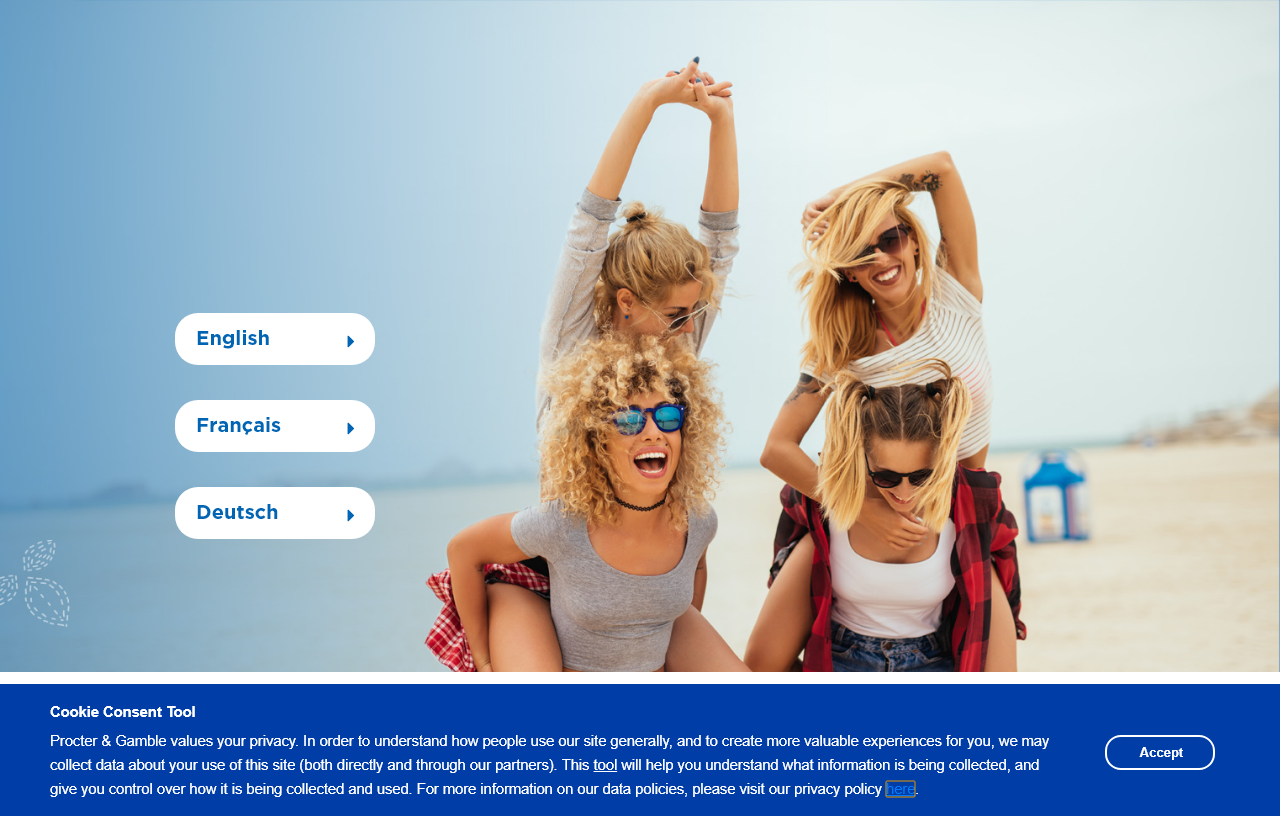 English
Français
Deutsch
Cookie Consent Tool
Procter & Gamble values your privacy. In order to understand how people use our site generally, and to create more valuable experiences for you, we may
collect data about your use of this site (both directly and through our partners). This tool will help you understand what information is being collected, and
give you control over how it is being collected and used. For more information on our data policies, please visit our privacy policy here.
Accept